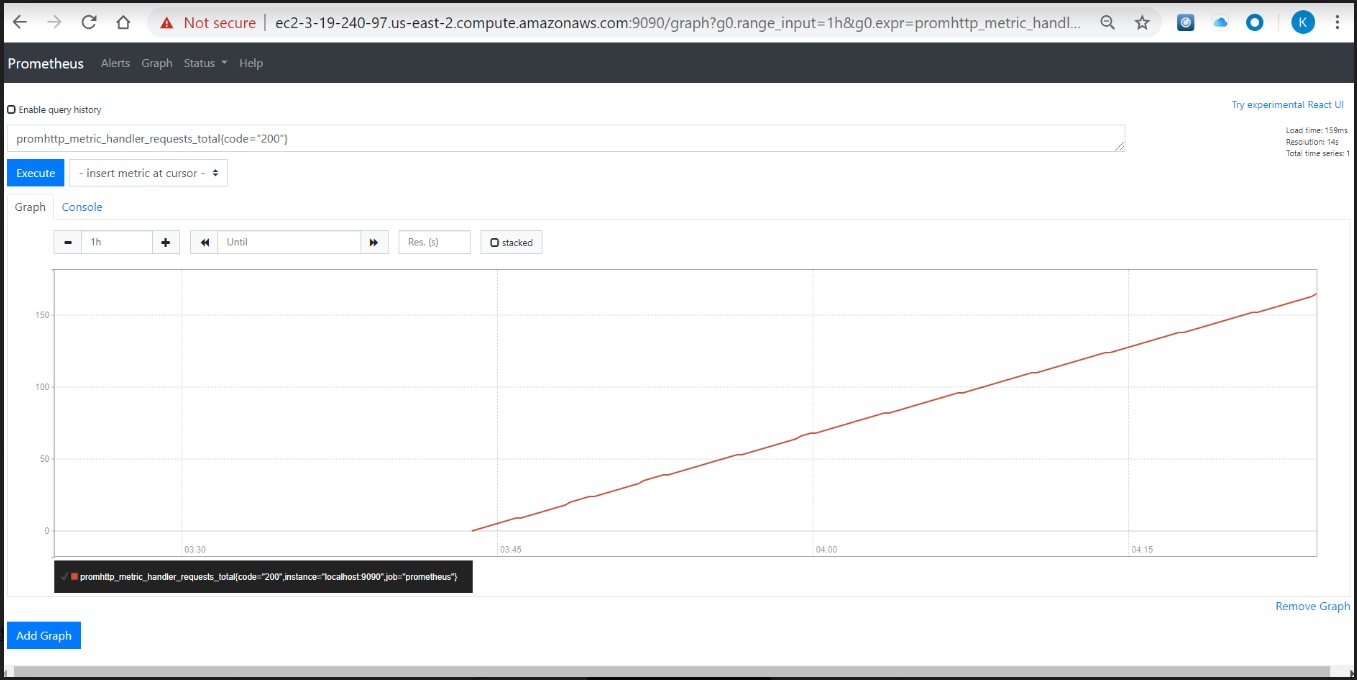 Not secure | ec2-3-19-240-97.us-east-2.compute.amazonaws.com:9090/graph?g0.range_input=1h&g0.expr=promhttp_metric_handl...
K
Prometheus Alerts Graph Status Help
Enable query history
Try experimental React UI
promhttp_metric_handler_requests_total{code="200"}
Load time: 159ms
Resolution: 14s
Total time series: 1
Execute - insert metric at cursor -
Graph Console
1h Until Res. (s) stacked
150
100
50
0
03:30 03:45 04:00 04:15
promhttp_metric_handler_requests_total{code="200",instance="localhost:9090",job="prometheus"}
Remove Graph
Add Graph